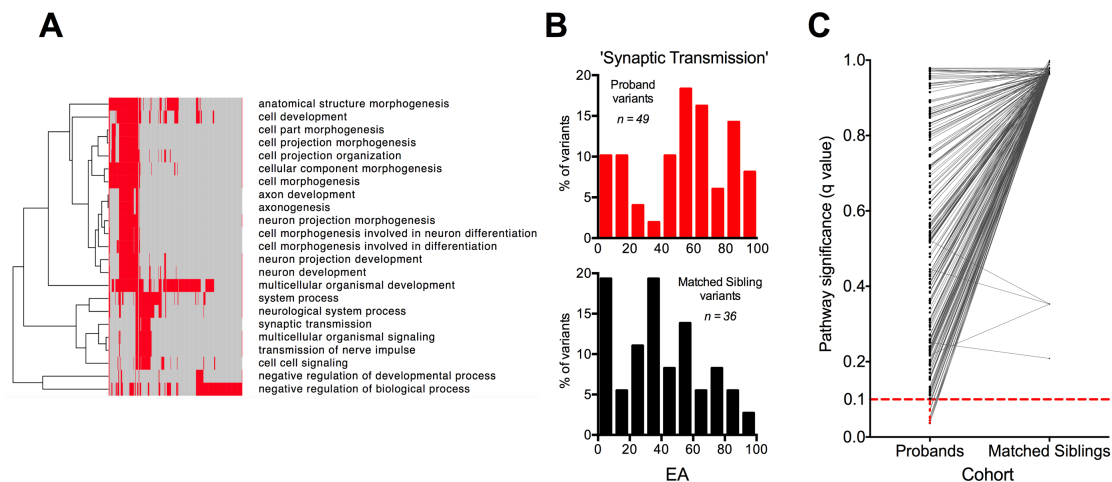 A
anatomical structure morphogenesis
cell development
cell part morphogenesis
cell projection morphogenesis
cell projection organization
cellular component morphogenesis
cell morphogenesis
axon development
axonogenesis
neuron projection morphogenesis
cell morphogenesis involved in neuron differentiation
cell morphogenesis involved in differentiation
neuron projection development
neuron development
multicellular organismal development
system process
neurological system process
synaptic transmission
multicellular organismal signaling
transmission of nerve impulse
cell cell signaling
negative regulation of developmental process
negative regulation of biological process
B
'Synaptic Transmission'
20
15
10
5
0
% of variants
Proband
variants
n = 49
0 20 40 60 80 100
20
15
10
5
0
% of variants
Matched Sibling
variants
n = 36
0 20 40 60 80 100
EA
C
1.0
0.8
0.6
0.4
0.2
0.1
0.0
Pathway significance (q value)
Probands Matched Siblings
Cohort